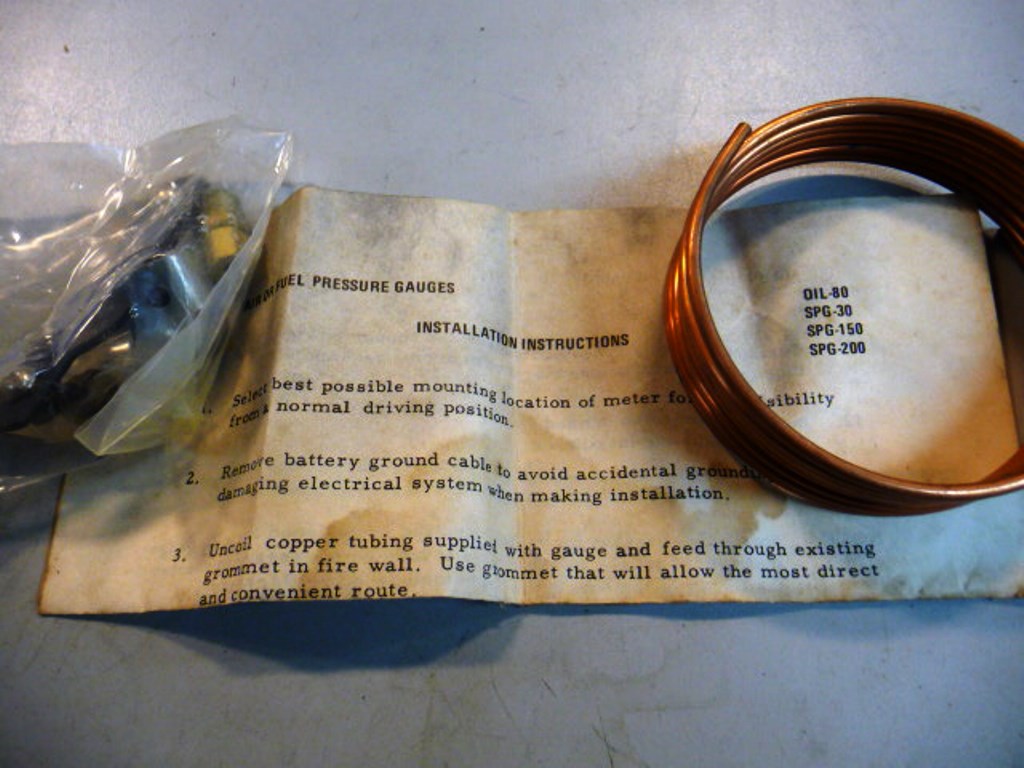 FUEL PRESSURE GAUGES
INSTALLATION INSTRUCTIONS
OIL-80
SPG-30
SPG-150
SPG-200
1. Select best possible mounting location of meter
from a normal driving position.
2. Remove battery ground cable to avoid accidental
damaging electrical system when making installation.
3. Uncoil copper tubing supplied with gauge and feed through existing
grommet in fire wall. Use grommet that will allow the most direct
and convenient route.